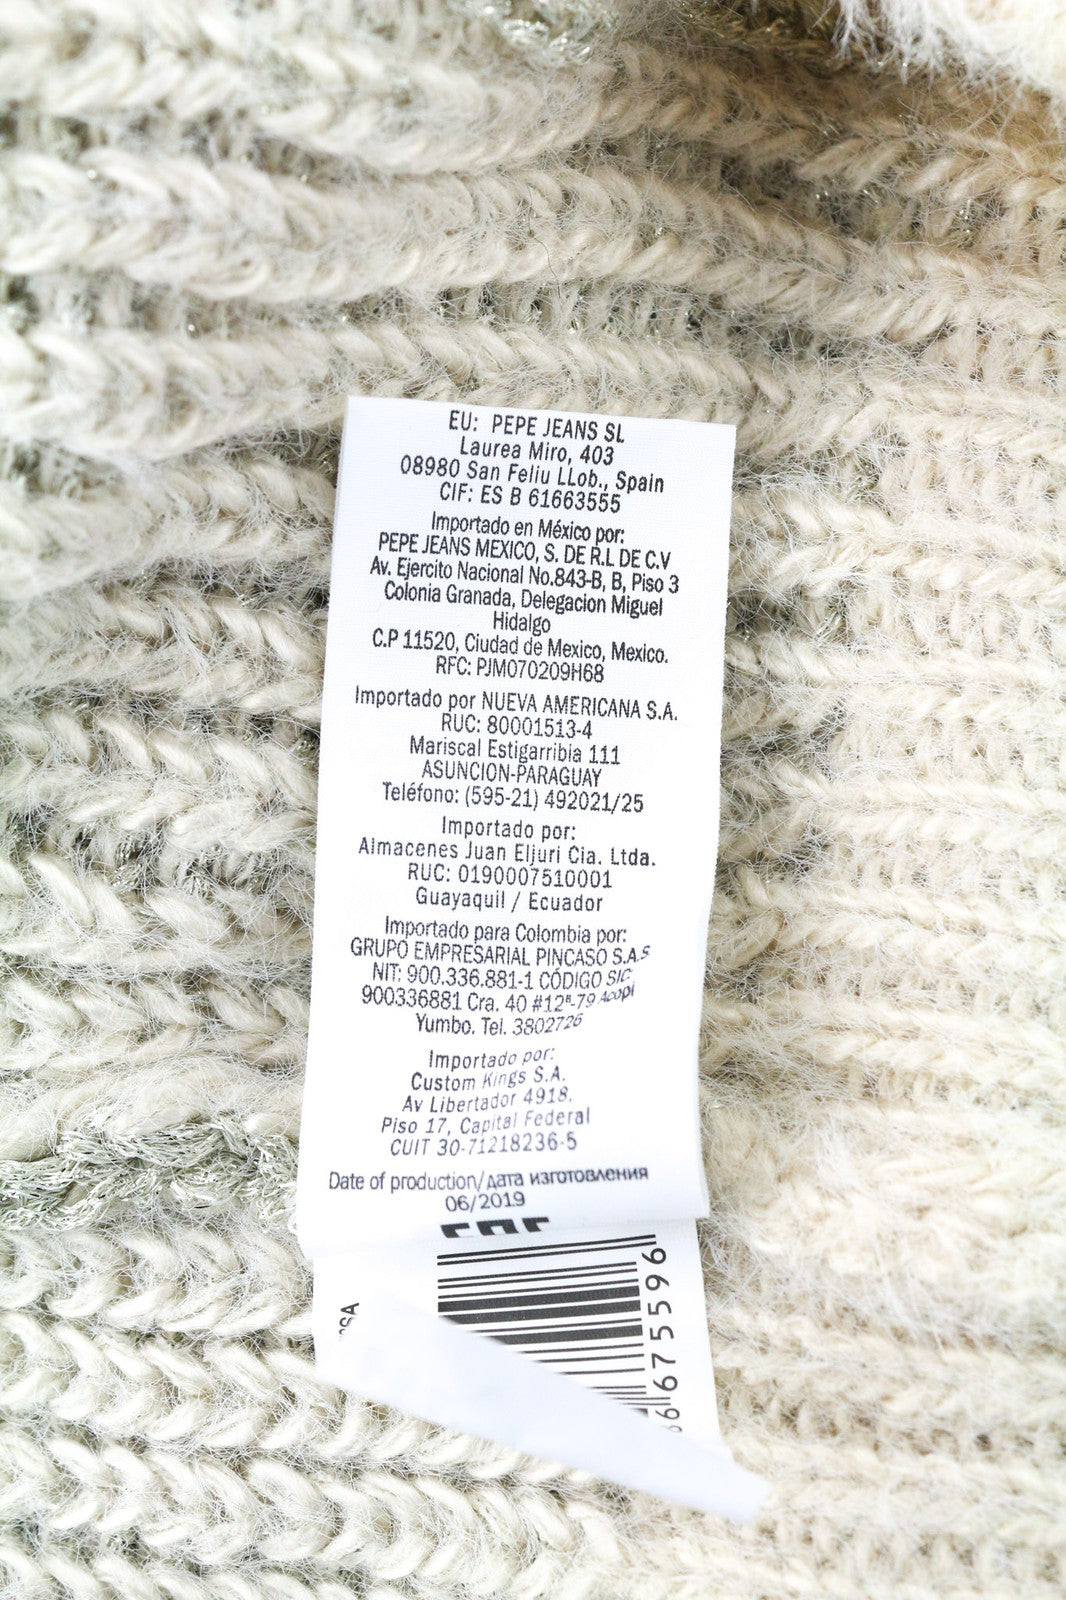 EU: PEPE JEANS SL
Laurea Miro, 403
08980 San Feliu LLob., Spain
CIF: ES B 61663555
Importado en México por:
PEPE JEANS MEXICO, S. DE R.L DE C.V
Av. Ejercito Nacional No.843-B, B, Piso 3
Colonia Granada, Delegacion Miguel
Hidalgo
C.P 11520, Ciudad de Mexico, Mexico.
RFC: PJM070209H68
Importado por NUEVA AMERICANA S.A.
RUC: 80001513-4
Mariscal Estigarribia 111
ASUNCION-PARAGUAY
Teléfono: (595-21) 492021/25
Importado por:
Almacenes Juan Eljuri Cia. Ltda.
RUC: 0190007510001
Guayaquil / Ecuador
Importado para Colombia por:
GRUPO EMPRESARIAL PINCASO S.A.S
NIT: 900.336.881-1 CÓDIGO SIC
900336881 Cra. 40 #12ª-79 Acopi
Yumbo. Tel. 3802726
Importado por:
Custom Kings S.A.
Av Libertador 4918.
Piso 17, Capital Federal
CUIT 30-71218236-5
Date of production/дата изготовления
06/2019
675596